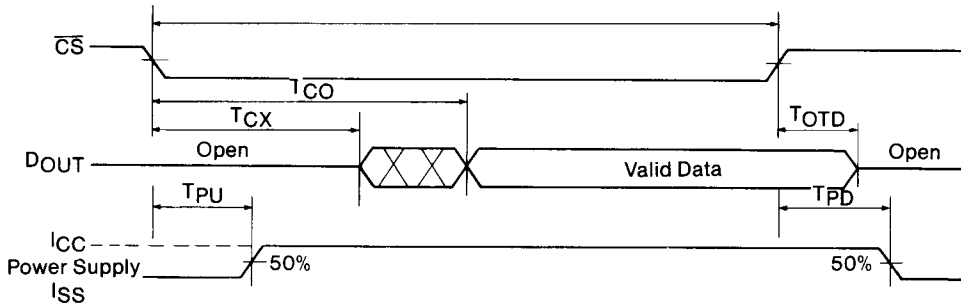 CS
TCO
TCX
TOTD
DOUT
Open
Valid Data
Open
TPU
TPD
ICC
Power Supply
50%
50%
ISS